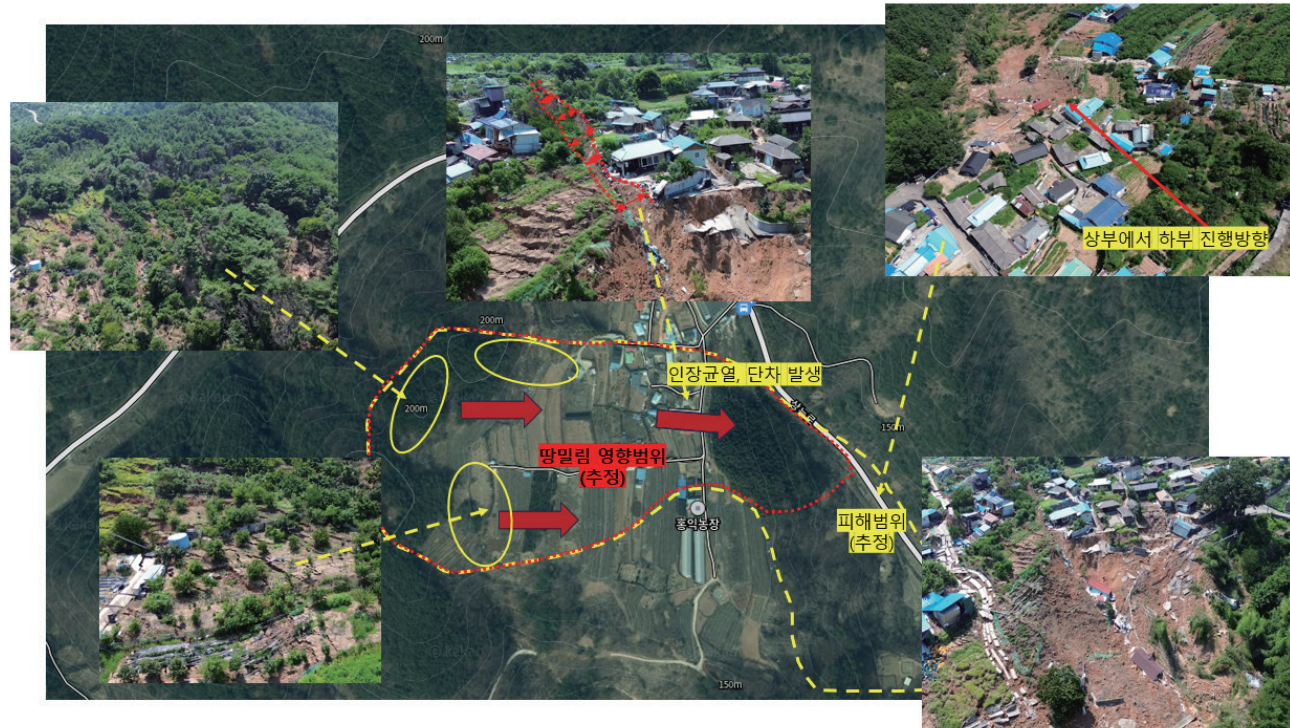 200m
상부에서 하부 진행방향
200m
인장균열, 단차 발생
200m
150m
땅밀림 영향범위
(추정)
홍익농장
피해범위
(추정)
150m